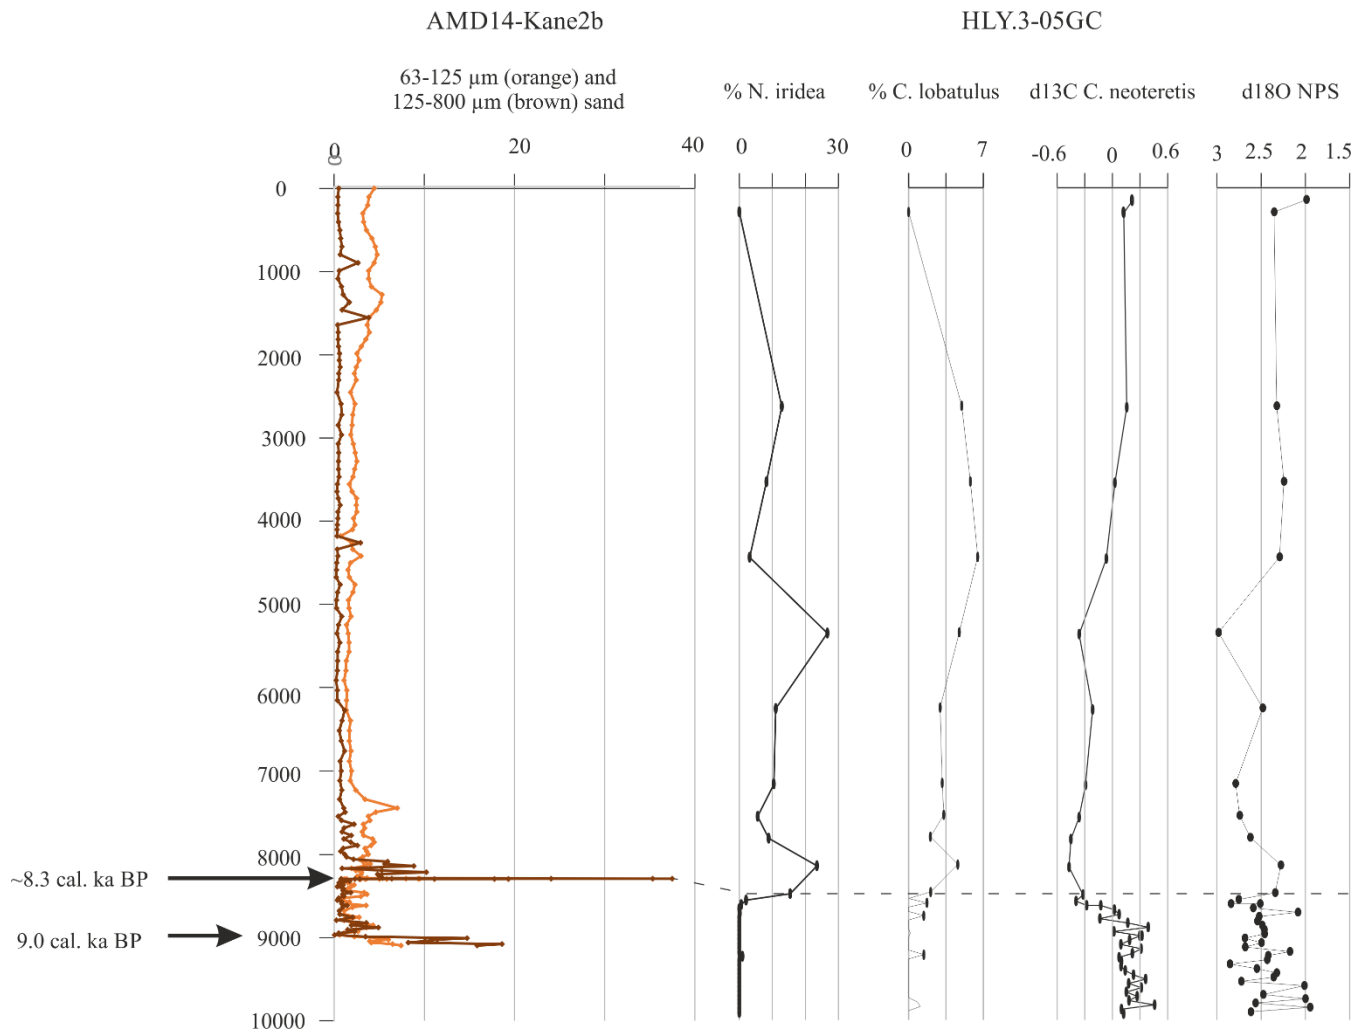 AMD14-Kane2b
HLY.3-05GC
63-125 µm (orange) and
125-800 µm (brown) sand
% N. iridea
% C. lobatulus
d13C C. neoteretis
d18O NPS
0 20 40
0 30
0 7
-0.6 0 0.6
3 2.5 2 1.5
0
0
1000
2000
3000
4000
5000
6000
7000
8000
~8.3 cal. ka BP
9.0 cal. ka BP
9000
10000